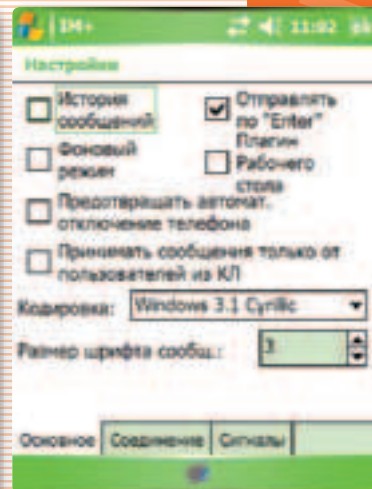 IM+ 11:02 ok
Настройки
История сообщений
Отправлять по "Enter"
Фоновый режим
Плагин Рабочего стола
Предотвращать автомат.
отключение телефона
Принимать сообщения только от
пользователей из КЛ
Кодировка: Windows 3.1 Cyrillic
Размер шрифта сообщ.: 3
Основное Соединение Сигналы